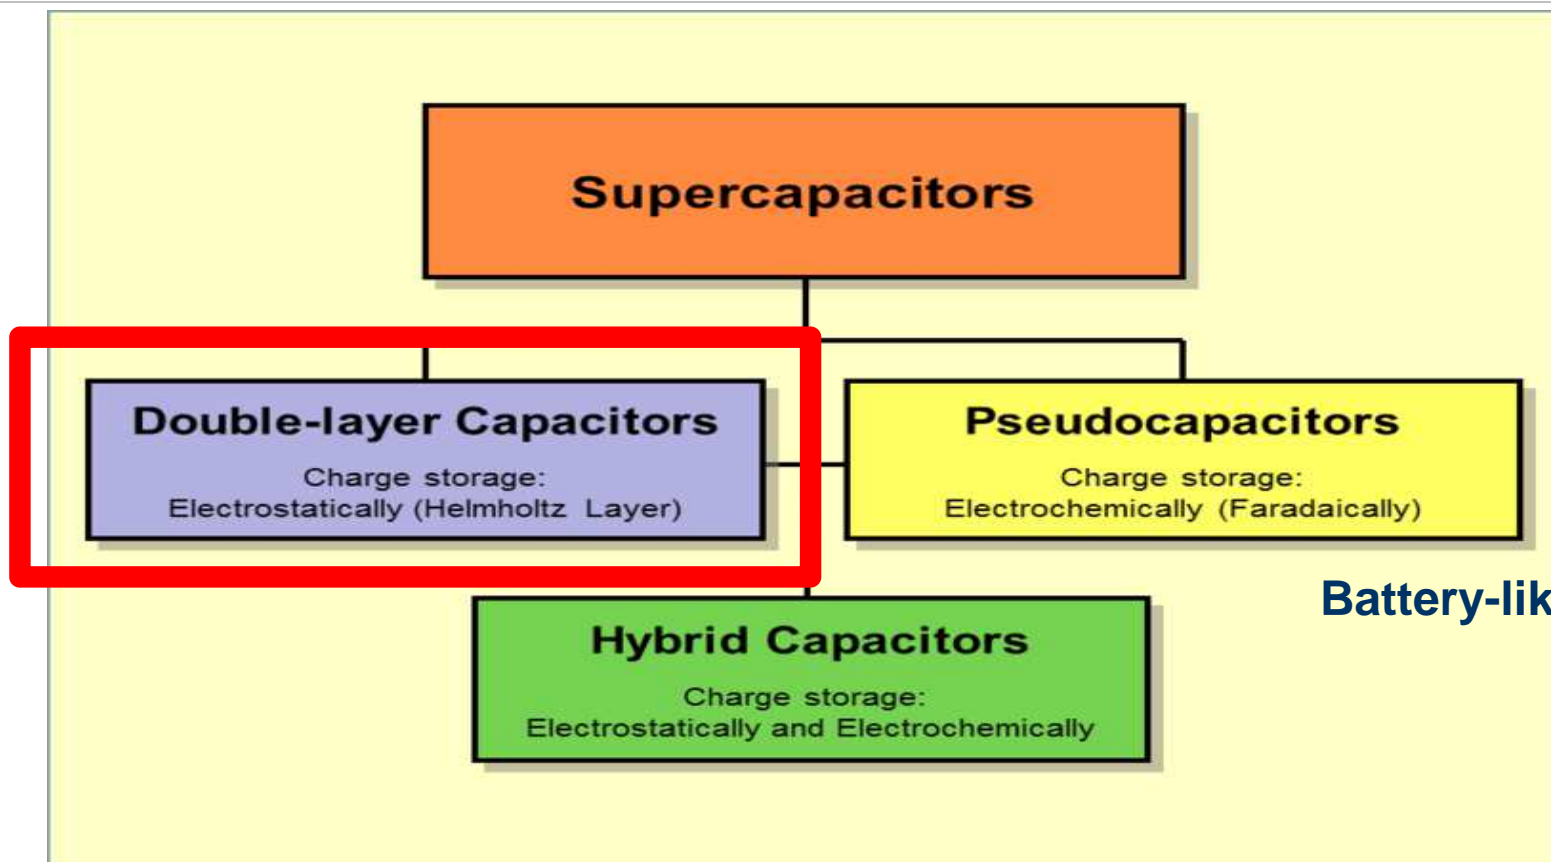 Supercapacitors
Double-layer Capacitors
Charge storage:
Electrostatically (Helmholtz Layer)
Pseudocapacitors
Charge storage:
Electrochemically (Faradaically)
Battery-lik
Hybrid Capacitors
Charge storage:
Electrostatically and Electrochemically